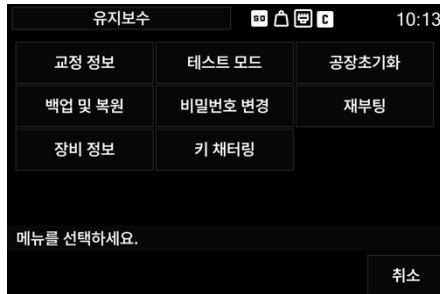 유지보수 SD C 10:13
교정 정보 테스트 모드 공장초기화
백업 및 복원 비밀번호 변경 재부팅
장비 정보 키 채터링
메뉴를 선택하세요.
취소